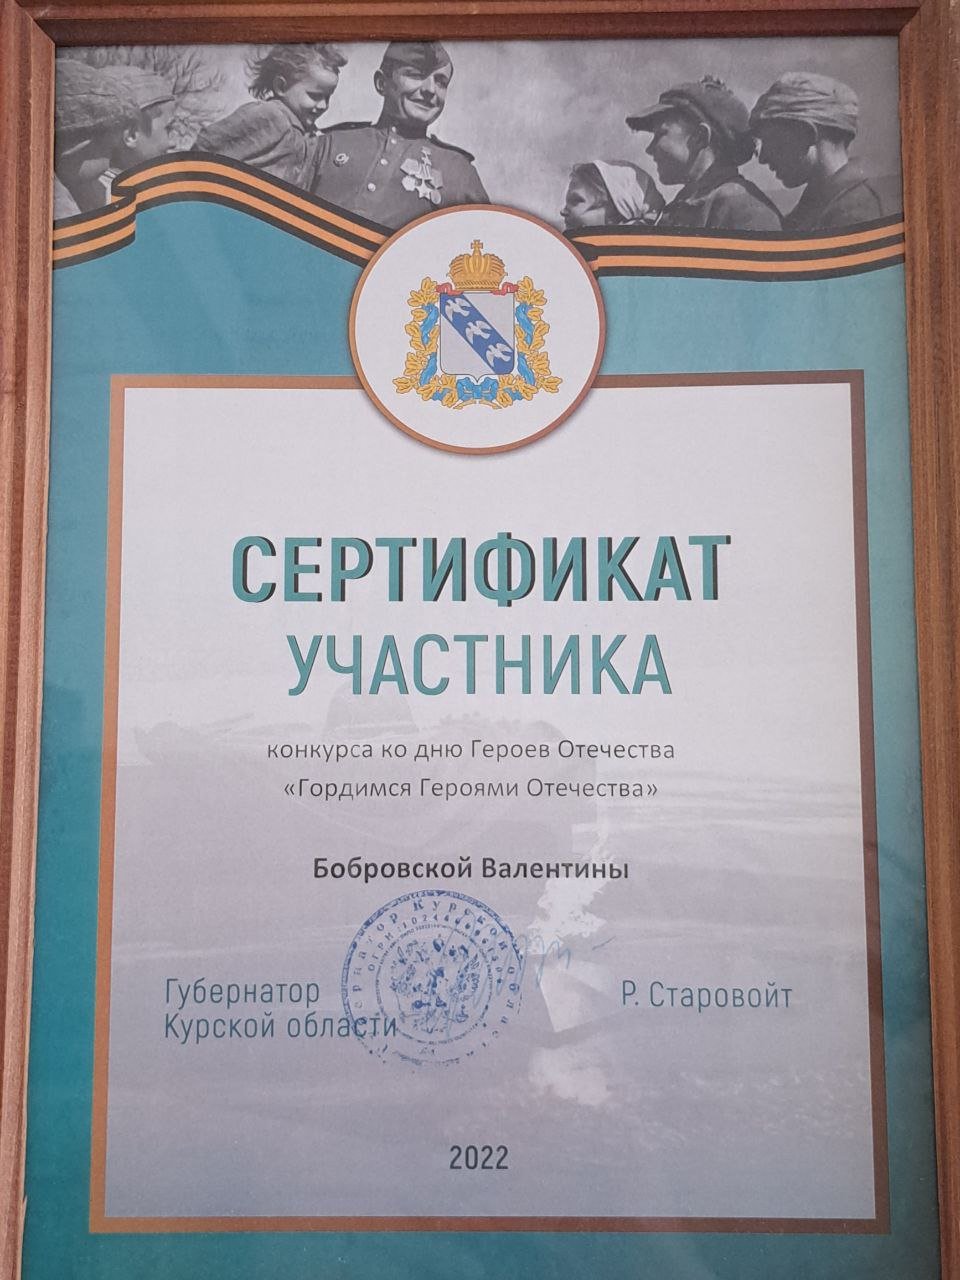 СЕРТИФИКАТ
УЧАСТНИКА
конкурса ко дню Героев Отечества
«Гордимся Героями Отечества»
Бобровской Валентины
Губернатор
Курской области
Р. Старовойт
2022